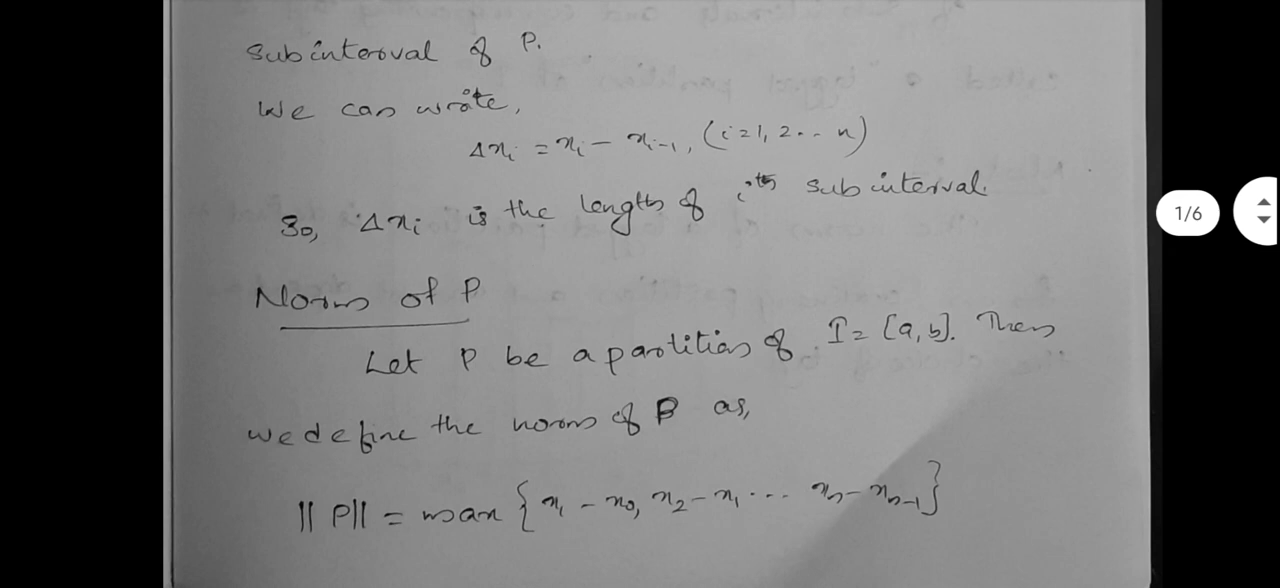 Subinterval of P.
We can write,
Δxᵢ = xᵢ − xᵢ₋₁, (i=1, 2... n)
So, Δxᵢ is the length of iᵗʰ subinterval.
1/6
Norm of P
Let P be a partition of I = [a, b]. Then
we define the norm of P as,
||P|| = max {x₁ − x₀, x₂ − x₁ ... xₙ − xₙ₋₁}